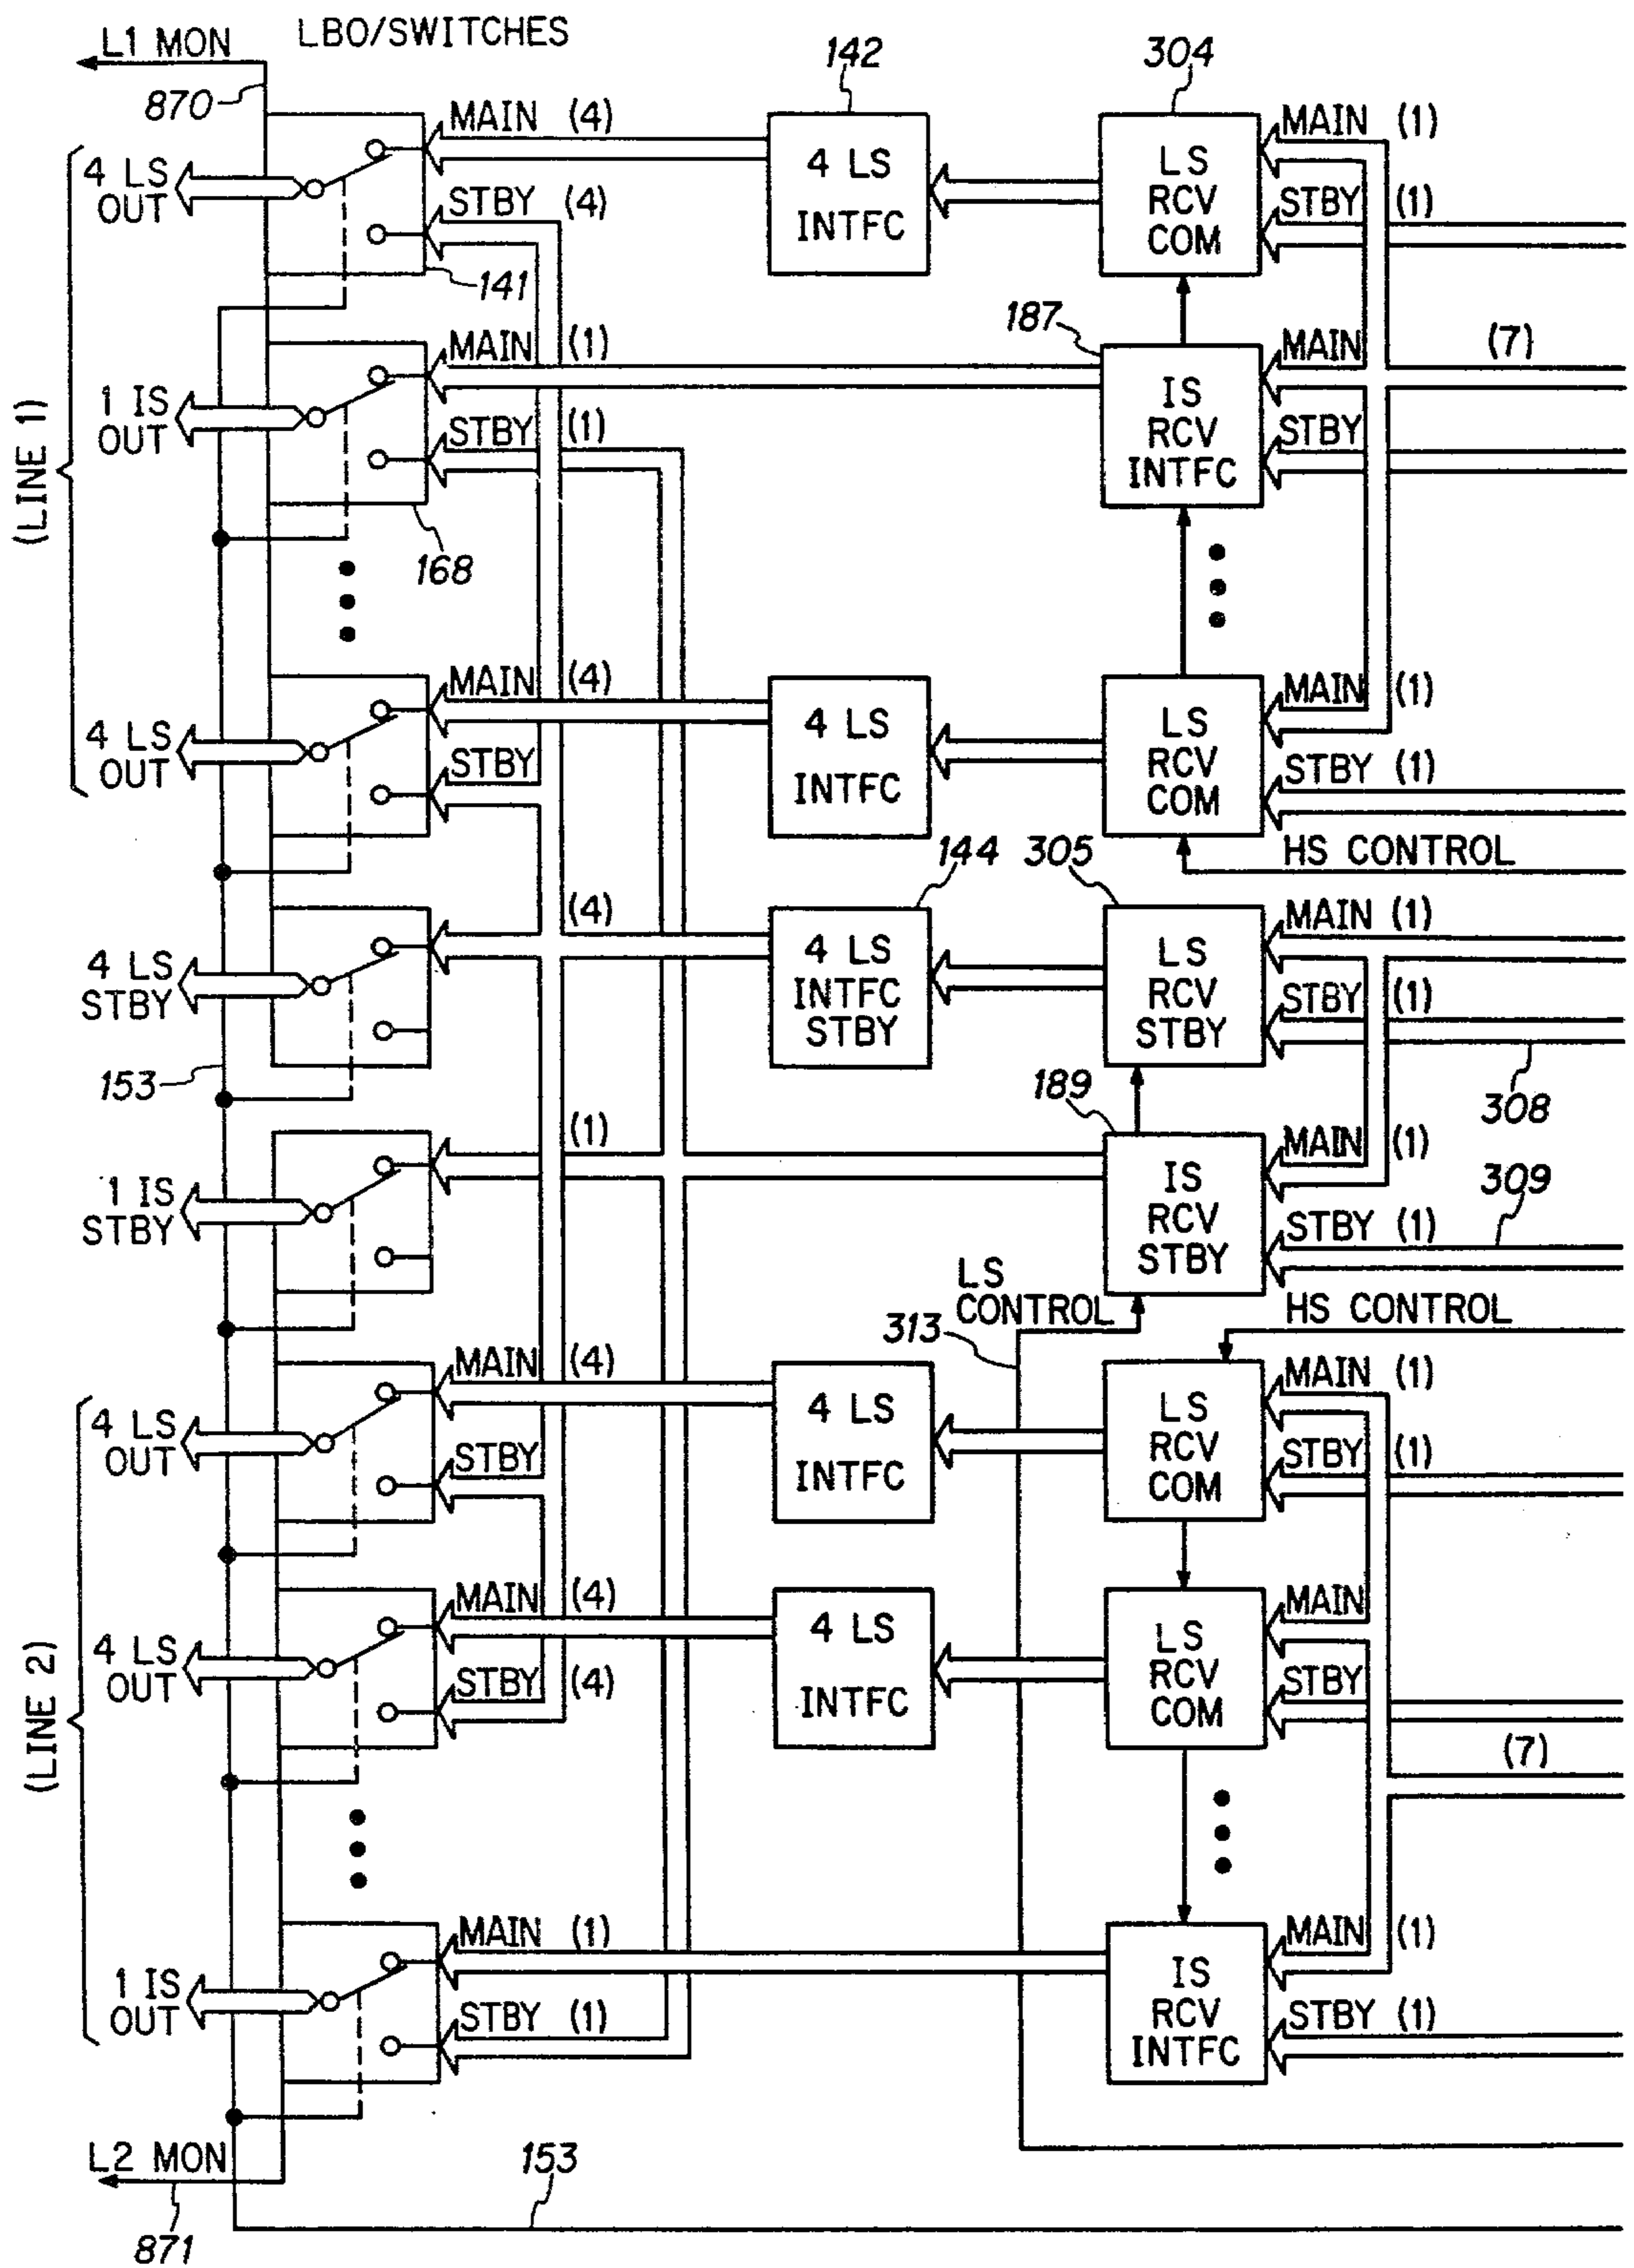 LBO/SWITCHES
L1 MON
870
142
304
MAIN (4)
4 LS
OUT
STBY (4)
141
4 LS
INTFC
LS
RCV
COM
MAIN (1)
STBY (1)
(LINE 1)
187
MAIN (1)
1 IS
OUT
STBY (1)
168
IS
RCV
INTFC
MAIN
(7)
STBY
MAIN (4)
4 LS
OUT
STBY
4 LS
INTFC
LS
RCV
COM
MAIN (1)
STBY (1)
HS CONTROL
144
305
(4)
4 LS
STBY
4 LS
INTFC
STBY
LS
RCV
STBY
MAIN (1)
STBY (1)
308
153
189
(1)
1 IS
STBY
IS
RCV
STBY
MAIN (1)
309
STBY (1)
LS
CONTROL
313
HS CONTROL
MAIN (4)
4 LS
OUT
STBY
4 LS
INTFC
LS
RCV
COM
MAIN (1)
STBY (1)
(LINE 2)
MAIN (4)
4 LS
OUT
STBY (4)
4 LS
INTFC
LS
RCV
COM
MAIN
STBY
(7)
MAIN (1)
1 IS
OUT
STBY (1)
IS
RCV
INTFC
MAIN (1)
STBY (1)
L2 MON
871
153